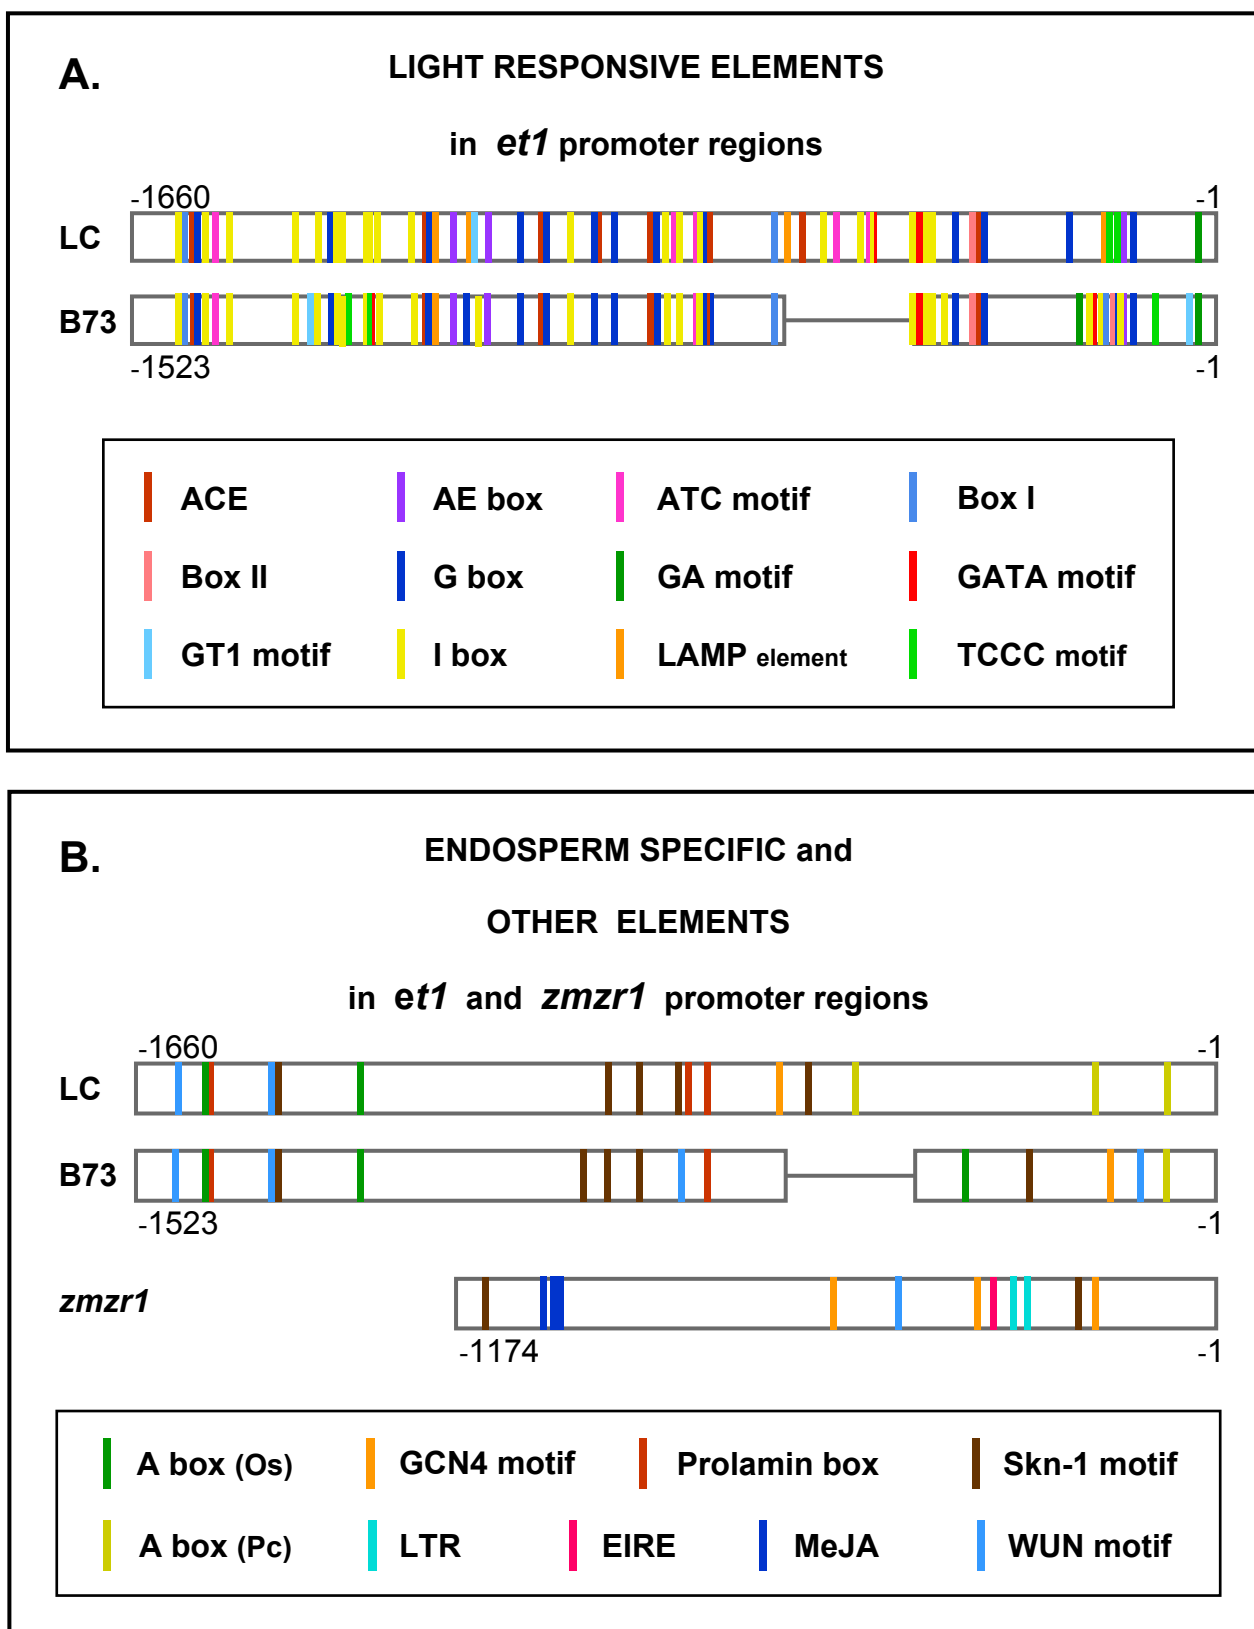 A.
LIGHT RESPONSIVE ELEMENTS
in et1 promoter regions
-1660 -1
LC
B73
-1523 -1
ACE AE box ATC motif Box I
Box II G box GA motif GATA motif
GT1 motif I box LAMP element TCCC motif
B.
ENDOSPERM SPECIFIC and
OTHER ELEMENTS
in et1 and zmzr1 promoter regions
-1660 -1
LC
B73
-1523 -1
zmzr1
-1174 -1
A box (Os) GCN4 motif Prolamin box Skn-1 motif
A box (Pc) LTR EIRE MeJA WUN motif